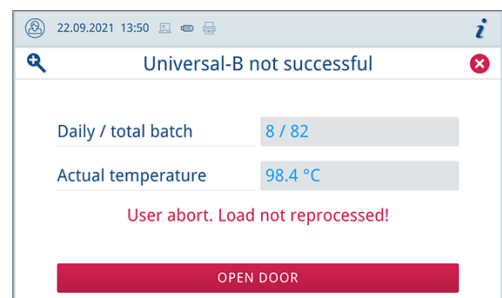 22.09.2021 13:50
i
Universal-B not successful
Daily / total batch 8 / 82
Actual temperature 98.4 °C
User abort. Load not reprocessed!
OPEN DOOR